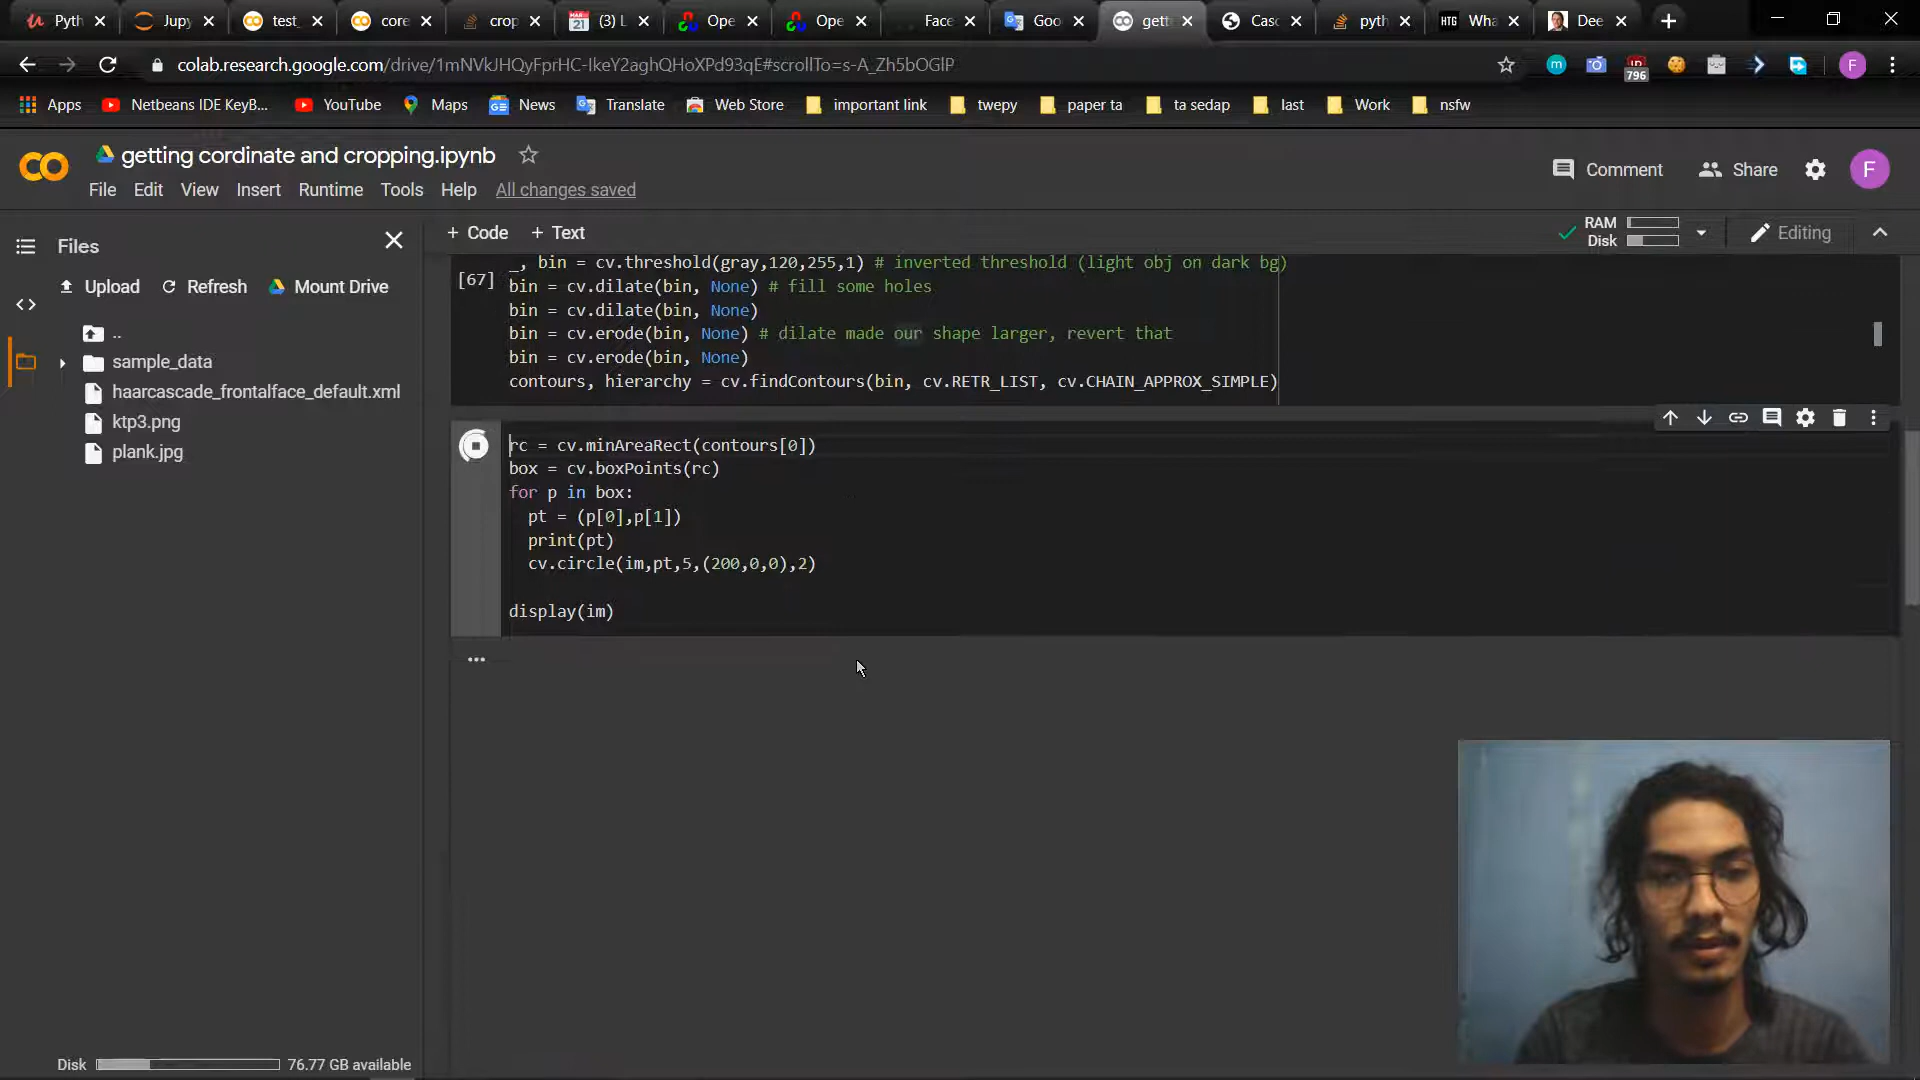 Pyth
Jupy
test_
core
crop
(3) L
Ope
Ope
Face
Goo
gett
Casc
pyth
HTG
Wha
Dee
colab.research.google.com/drive/1mNVkJHQyFprHC-IkeY2aghQHoXPd93qE#scrollTo=s-A_Zh5bOGlP
796
F
Apps
Netbeans IDE KeyB...
YouTube
Maps
News
Translate
Web Store
important link
twepy
paper ta
ta sedap
last
Work
nsfw
getting cordinate and cropping.ipynb
Comment
Share
F
File Edit View Insert Runtime Tools Help All changes saved
Files
+ Code + Text
RAM
Disk
Editing
Upload
Refresh
Mount Drive
..
sample_data
haarcascade_frontalface_default.xml
ktp3.png
plank.jpg
[67]
_, bin = cv.threshold(gray,120,255,1) # inverted threshold (light obj on dark bg)
bin = cv.dilate(bin, None) # fill some holes
bin = cv.dilate(bin, None)
bin = cv.erode(bin, None) # dilate made our shape larger, revert that
bin = cv.erode(bin, None)
contours, hierarchy = cv.findContours(bin, cv.RETR_LIST, cv.CHAIN_APPROX_SIMPLE)
rc = cv.minAreaRect(contours[0])
box = cv.boxPoints(rc)
for p in box:
pt = (p[0],p[1])
print(pt)
cv.circle(im,pt,5,(200,0,0),2)
display(im)
...
Disk
76.77 GB available